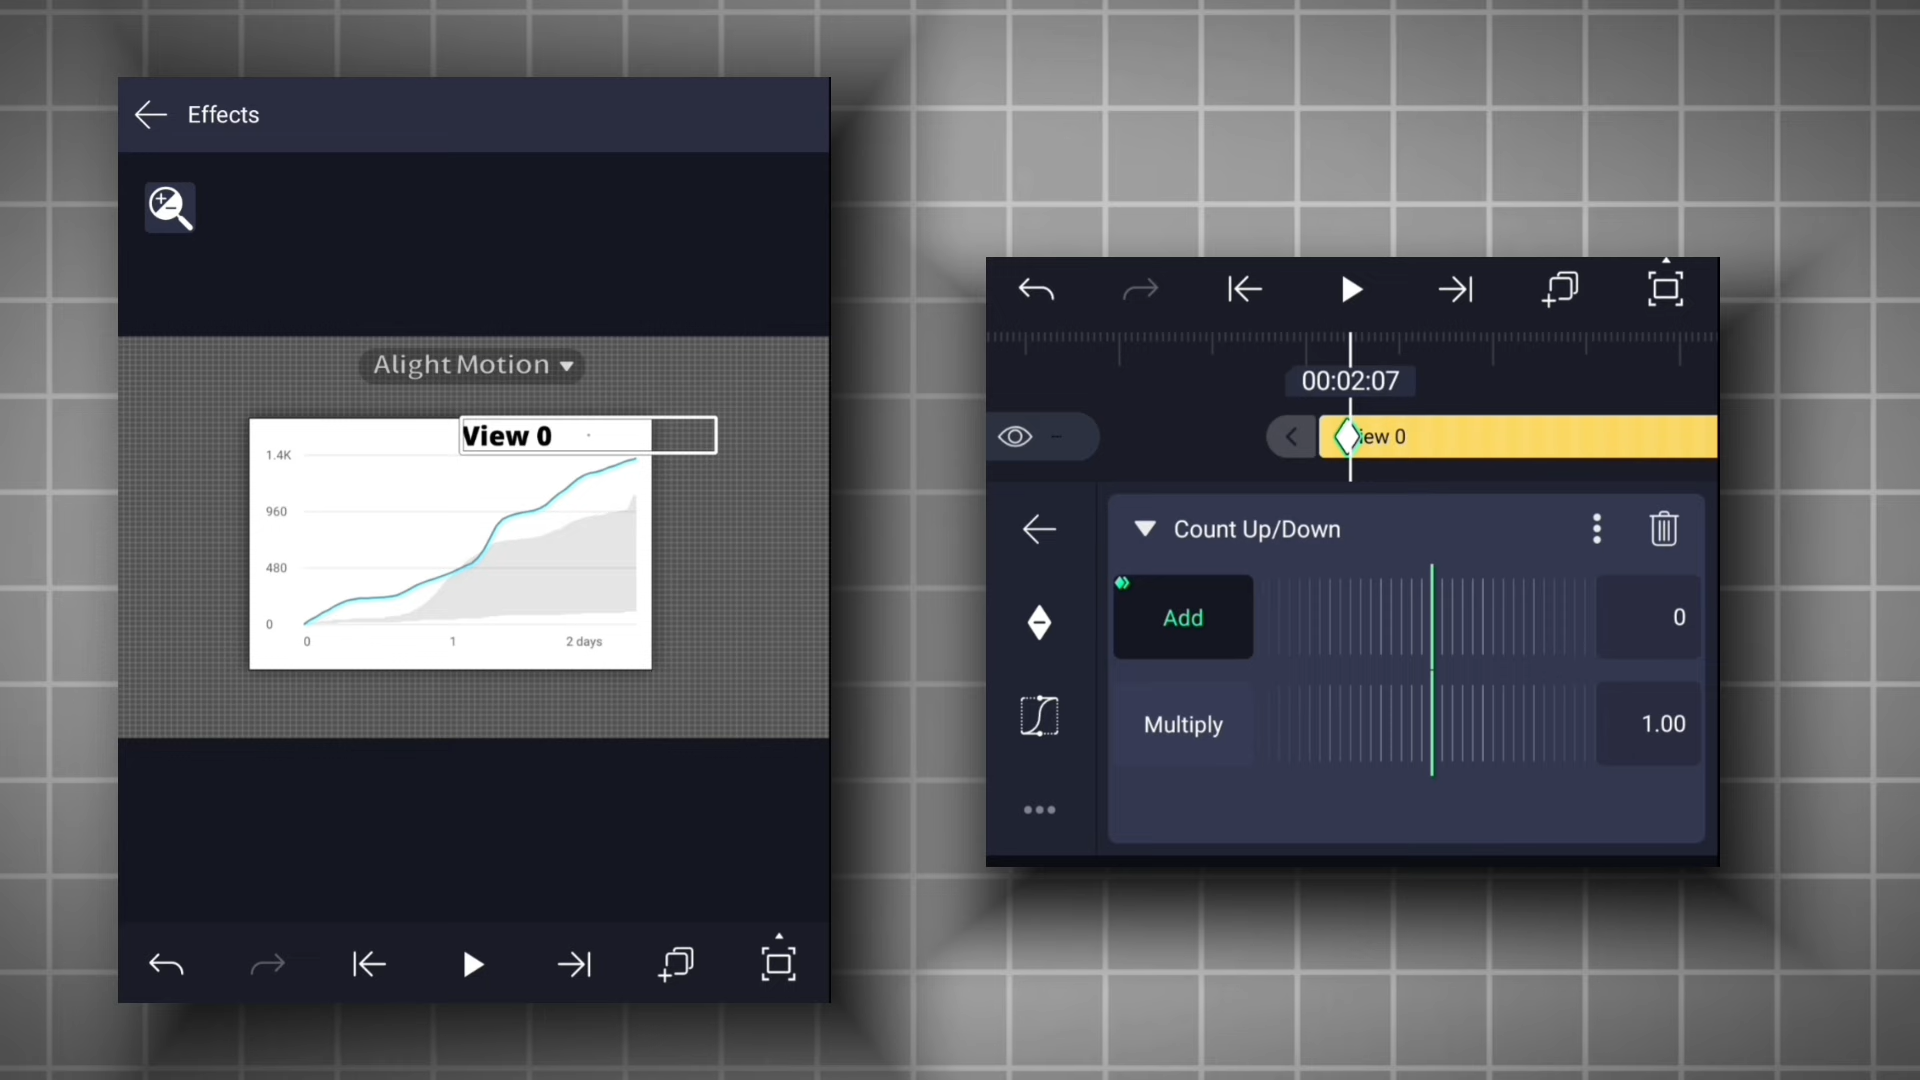 Effects
Alight Motion
View 0
1.4K
960
480
0
0 1 2 days
00:02:07
iew 0
Count Up/Down
Add 0
Multiply 1.00